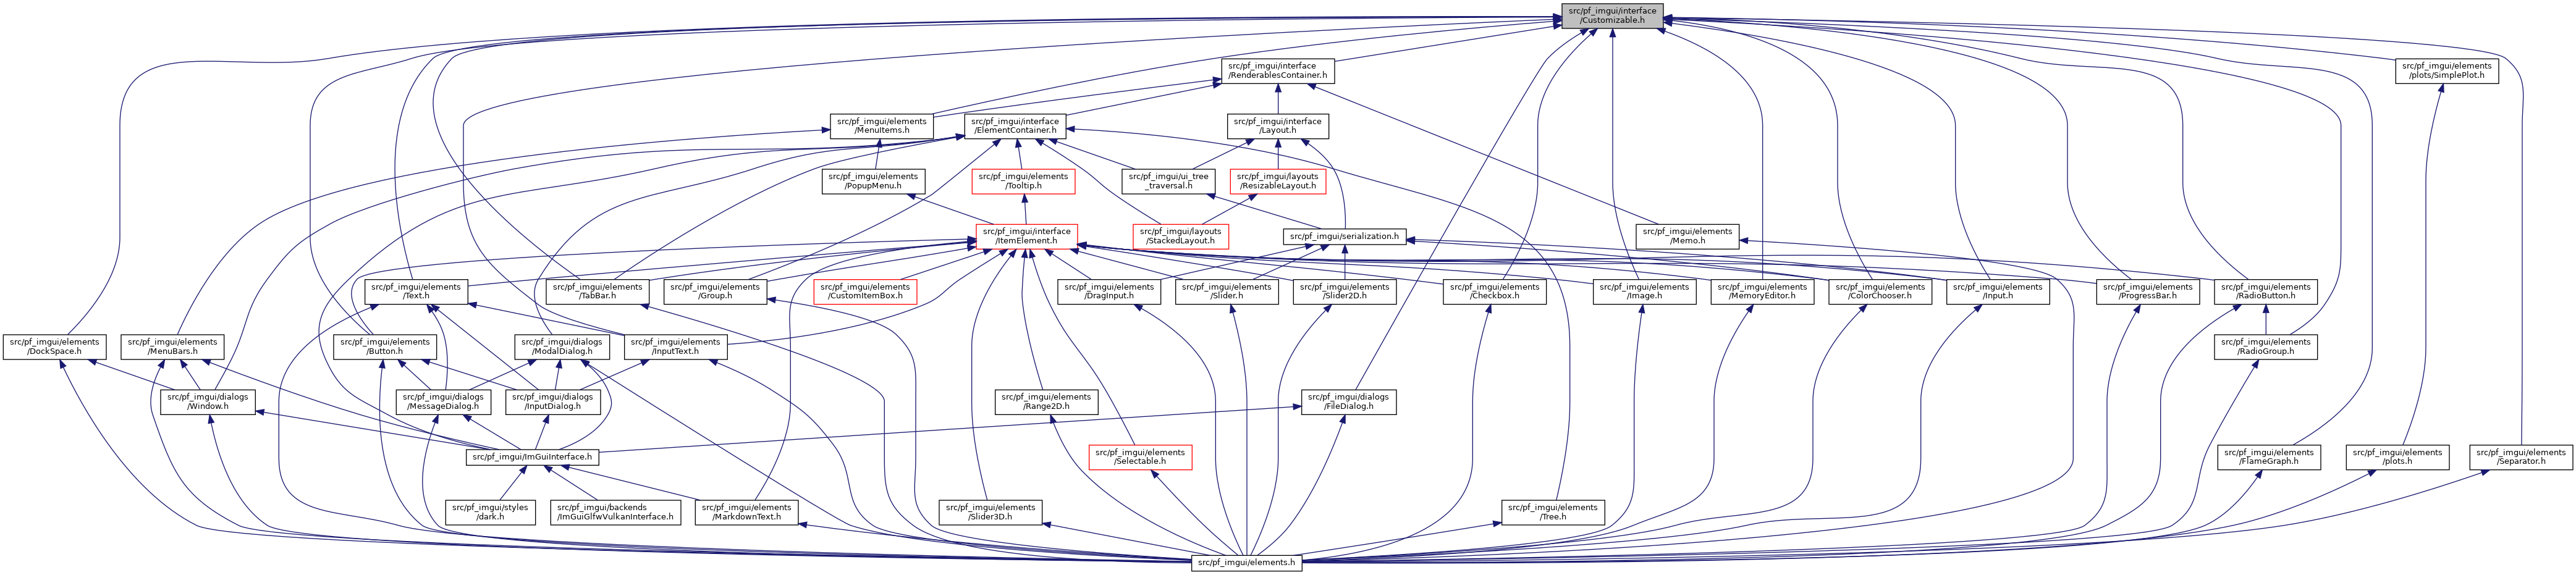 src/pf_imgui/interface
/Customizable.h
src/pf_imgui/interface
/RenderablesContainer.h
src/pf_imgui/elements
/plots/SimplePlot.h
src/pf_imgui/elements
/MenuItems.h
src/pf_imgui/interface
/ElementContainer.h
src/pf_imgui/interface
/Layout.h
src/pf_imgui/elements
/PopupMenu.h
src/pf_imgui/elements
/Tooltip.h
src/pf_imgui/ui_tree
_traversal.h
src/pf_imgui/layouts
/ResizableLayout.h
src/pf_imgui/interface
/ItemElement.h
src/pf_imgui/layouts
/StackedLayout.h
src/pf_imgui/serialization.h
src/pf_imgui/elements
/Memo.h
src/pf_imgui/elements
/Text.h
src/pf_imgui/elements
/TabBar.h
src/pf_imgui/elements
/Group.h
src/pf_imgui/elements
/CustomItemBox.h
src/pf_imgui/elements
/DragInput.h
src/pf_imgui/elements
/Slider.h
src/pf_imgui/elements
/Slider2D.h
src/pf_imgui/elements
/Checkbox.h
src/pf_imgui/elements
/Image.h
src/pf_imgui/elements
/MemoryEditor.h
src/pf_imgui/elements
/ColorChooser.h
src/pf_imgui/elements
/Input.h
src/pf_imgui/elements
/ProgressBar.h
src/pf_imgui/elements
/RadioButton.h
src/pf_imgui/elements
/DockSpace.h
src/pf_imgui/elements
/MenuBars.h
src/pf_imgui/elements
/Button.h
src/pf_imgui/dialogs
/ModalDialog.h
src/pf_imgui/elements
/InputText.h
src/pf_imgui/elements
/RadioGroup.h
src/pf_imgui/dialogs
/Window.h
src/pf_imgui/dialogs
/MessageDialog.h
src/pf_imgui/dialogs
/InputDialog.h
src/pf_imgui/elements
/Range2D.h
src/pf_imgui/dialogs
/FileDialog.h
src/pf_imgui/ImGuiInterface.h
src/pf_imgui/elements
/Selectable.h
src/pf_imgui/elements
/FlameGraph.h
src/pf_imgui/elements
/plots.h
src/pf_imgui/elements
/Separator.h
src/pf_imgui/styles
/dark.h
src/pf_imgui/backends
/ImGuiGlfwVulkanInterface.h
src/pf_imgui/elements
/MarkdownText.h
src/pf_imgui/elements
/Slider3D.h
src/pf_imgui/elements
/Tree.h
src/pf_imgui/elements.h